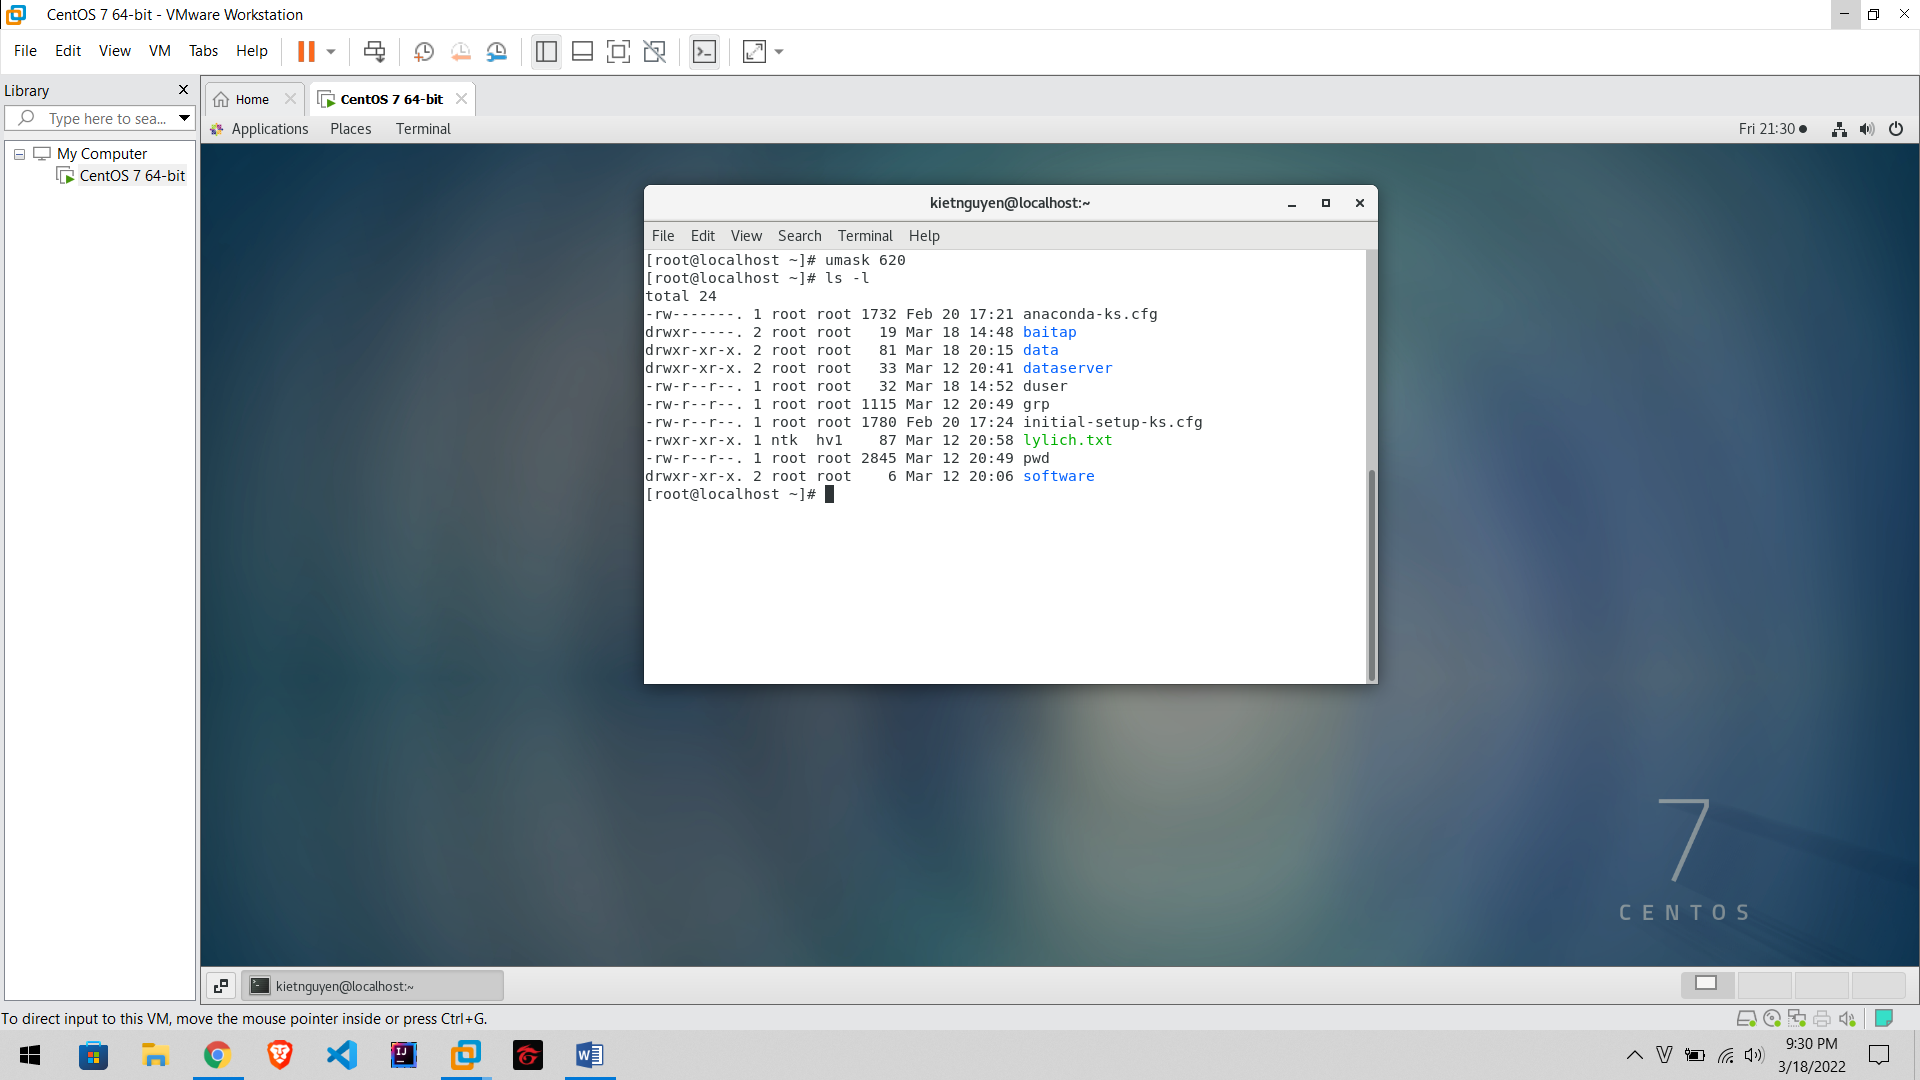 CentOS 7 64-bit - VMware Workstation
File Edit View VM Tabs Help
Library
Type here to sea...
My Computer
CentOS 7 64-bit
Home
CentOS 7 64-bit
Applications Places Terminal
Fri 21:30
kietnguyen@localhost:~
File Edit View Search Terminal Help
[root@localhost ~]# umask 620
[root@localhost ~]# ls -l
total 24
-rw-------. 1 root root 1732 Feb 20 17:21 anaconda-ks.cfg
drwxr-----. 2 root root   19 Mar 18 14:48 baitap
drwxr-xr-x. 2 root root   81 Mar 18 20:15 data
drwxr-xr-x. 2 root root   33 Mar 12 20:41 dataserver
-rw-r--r--. 1 root root   32 Mar 18 14:52 duser
-rw-r--r--. 1 root root 1115 Mar 12 20:49 grp
-rw-r--r--. 1 root root 1780 Feb 20 17:24 initial-setup-ks.cfg
-rwxr-xr-x. 1 ntk  hv1    87 Mar 12 20:58 lylich.txt
-rw-r--r--. 1 root root 2845 Mar 12 20:49 pwd
drwxr-xr-x. 2 root root    6 Mar 12 20:06 software
[root@localhost ~]#
7
CENTOS
kietnguyen@localhost:~
To direct input to this VM, move the mouse pointer inside or press Ctrl+G.
9:30 PM
3/18/2022